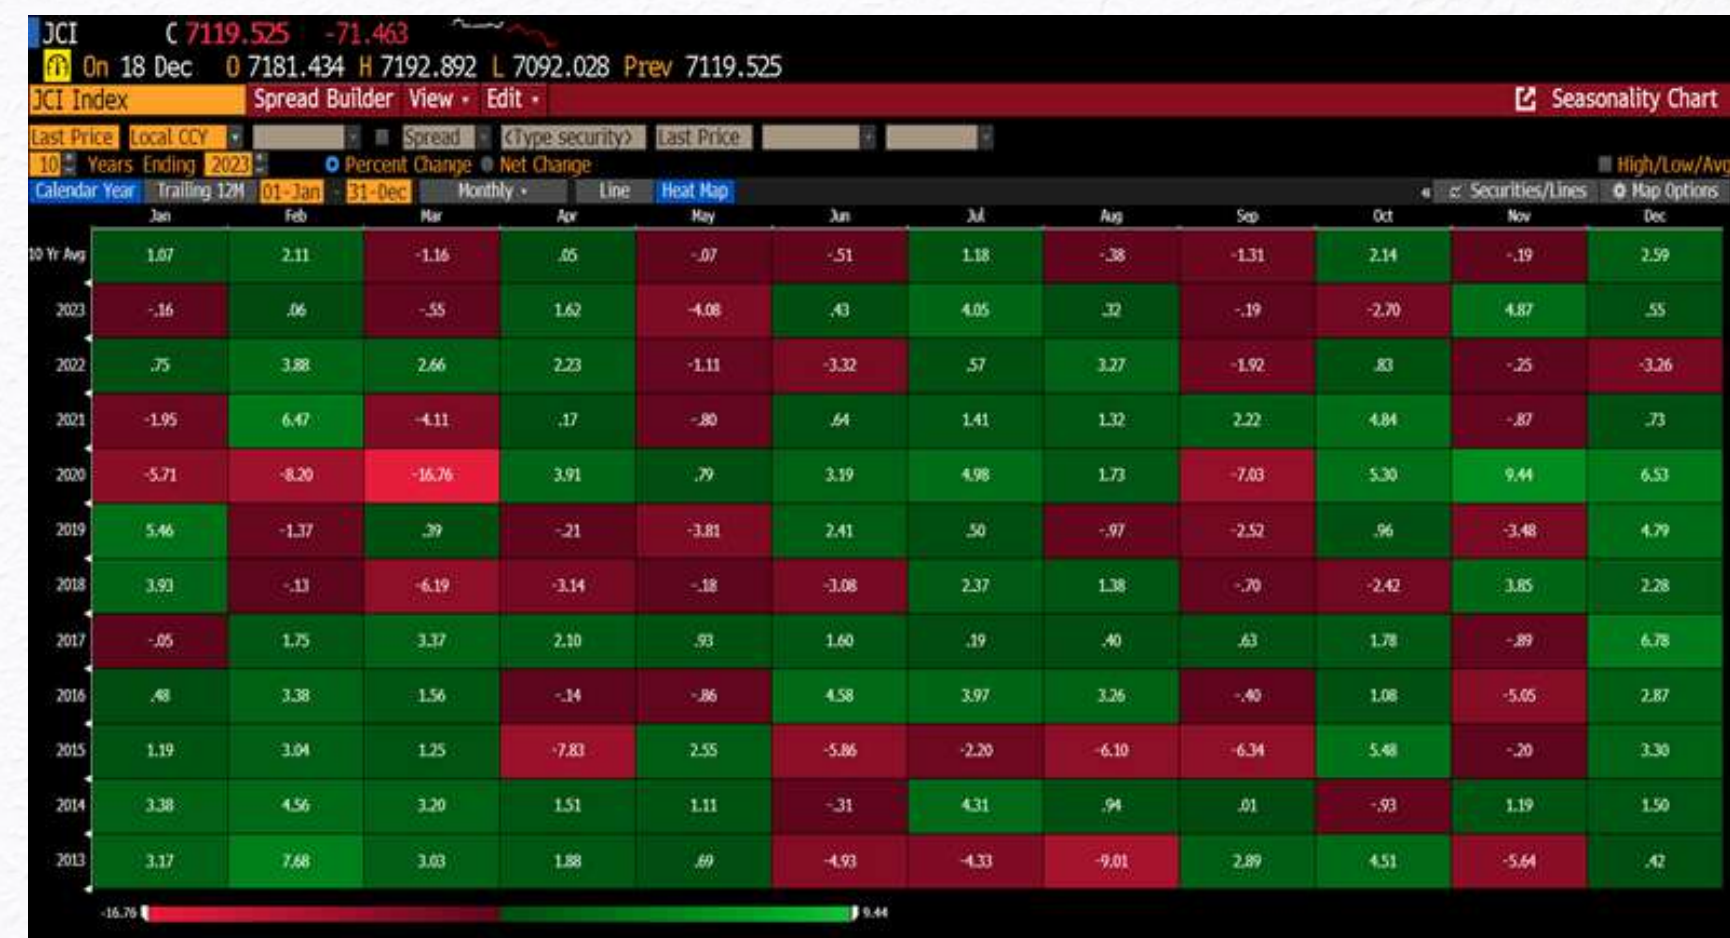 JCI C 7119.525 -71.463
On 18 Dec O 7181.434 H 7192.892 L 7092.028 Prev 7119.525
JCI Index Spread Builder View Edit Seasonality Chart
Last Price Local CCY Spread <Type security> Last Price
10 Years Ending 2023 Percent Change Net Change High/Low/Avg
Calendar Year Trailing 12M 01-Jan - 31-Dec Monthly Line Heat Map « Securities/Lines Map Options
Jan Feb Mar Apr May Jun Jul Aug Sep Oct Nov Dec
10 Yr Avg 1.07 2.11 -1.16 .05 -.07 -.51 1.18 -.38 -1.31 2.14 -.19 2.59
2023 -.16 .06 -.55 1.62 -4.08 .43 4.05 .32 -.19 -2.70 4.87 .55
2022 .75 3.88 2.66 2.23 -1.11 -3.32 .57 3.27 -1.92 .83 -.25 -3.26
2021 -1.95 6.47 -4.11 .17 -.80 .64 1.41 1.32 2.22 4.84 -.87 .73
2020 -5.71 -8.20 -16.76 3.91 .79 3.19 4.98 1.73 -7.03 5.30 9.44 6.53
2019 5.46 -1.37 .39 -.21 -3.81 2.41 .50 -.97 -2.52 .96 -3.48 4.79
2018 3.93 -.13 -6.19 -3.14 -.18 -3.08 2.37 1.38 -.70 -2.42 3.85 2.28
2017 -.05 1.75 3.37 2.10 .93 1.60 .19 .40 .63 1.78 -.89 6.78
2016 .48 3.38 1.56 -.14 -.86 4.58 3.97 3.26 -.40 1.08 -5.05 2.87
2015 1.19 3.04 1.25 -7.83 2.55 -5.86 -2.20 -6.10 -6.34 5.48 -.20 3.30
2014 3.38 4.56 3.20 1.51 1.11 -.31 4.31 .94 .01 -.93 1.19 1.50
2013 3.17 7.68 3.03 1.88 .69 -4.93 -4.33 -9.01 2.89 4.51 -5.64 .42
-16.76 9.44